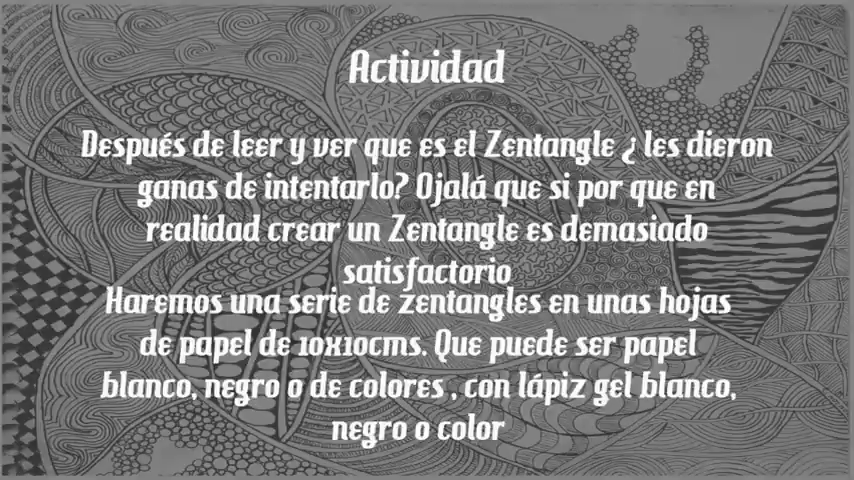 Actividad
Después de leer y ver que es el Zentangle ¿ les dieron
ganas de intentarlo? Ojalá que si por que en
realidad crear un Zentangle es demasiado
satisfactorio
Haremos una serie de zentangles en unas hojas
de papel de 10x10cms. Que puede ser papel
blanco, negro o de colores , con lápiz gel blanco,
negro o color